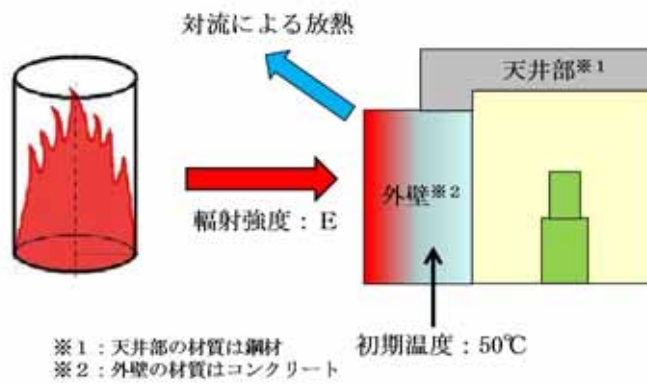 対流による放熱
天井部※1
外壁※2
輻射強度：E
初期温度：50℃
※1：天井部の材質は鋼材
※2：外壁の材質はコンクリート